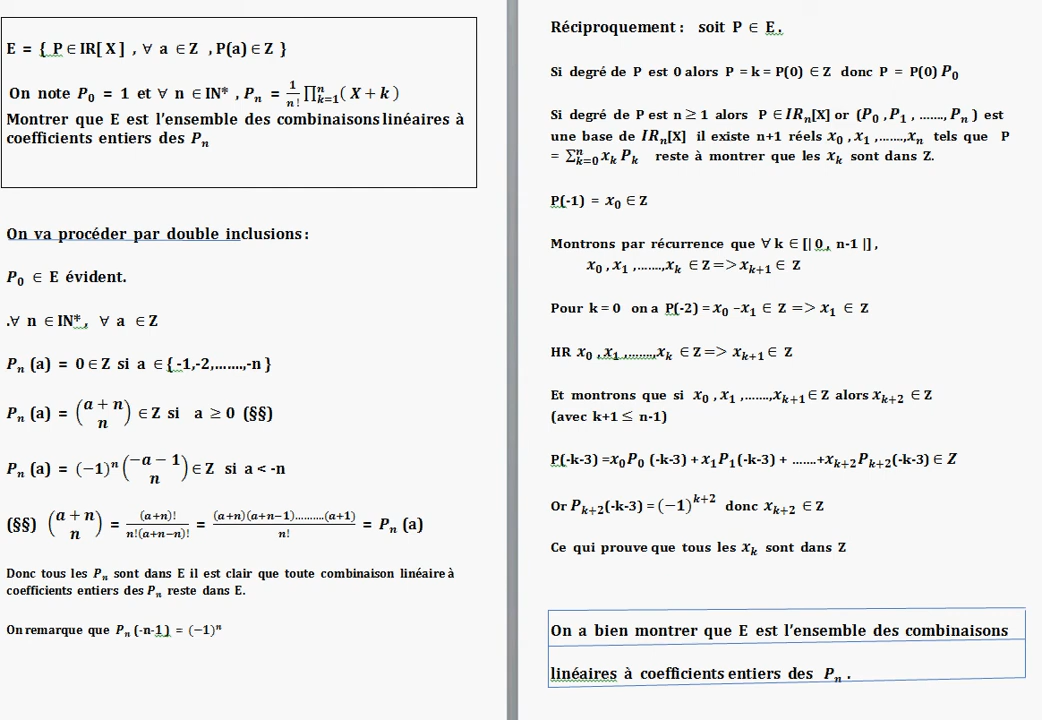 E = { P ∈ IR[ X ] , ∀ a ∈ Z , P(a) ∈ Z }
On note P₀ = 1 et ∀ n ∈ IN* , Pₙ = 1/n! ∏ₖ₌₁ⁿ ( X + k )
Montrer que E est l’ensemble des combinaisons linéaires à
coefficients entiers des Pₙ
On va procéder par double inclusions :
P₀ ∈ E évident.
.∀ n ∈ IN*, ∀ a ∈ Z
Pₙ (a) = 0 ∈ Z si a ∈ { -1,-2,…….,-n }
Pₙ (a) = (a + n / n) ∈ Z si a ≥ 0 (§§)
Pₙ (a) = (−1)ⁿ (−a − 1 / n) ∈ Z si a < -n
(§§) (a + n / n) = (a+n)! / n!(a+n−n)! = (a+n)(a+n−1)……….(a+1) / n! = Pₙ (a)
Donc tous les Pₙ sont dans E il est clair que toute combinaison linéaire à
coefficients entiers des Pₙ reste dans E.
On remarque que Pₙ (-n-1) = (−1)ⁿ
Réciproquement : soit P ∈ E .
Si degré de P est 0 alors P = k = P(0) ∈ Z donc P = P(0) P₀
Si degré de P est n ≥ 1 alors P ∈ IRₙ[X] or (P₀ ,P₁ , ……., Pₙ ) est
une base de IRₙ[X] il existe n+1 réels x₀ , x₁ ,…….,xₙ tels que P
= ∑ₖ₌₀ⁿ xₖ Pₖ reste à montrer que les xₖ sont dans Z.
P(-1) = x₀ ∈ Z
Montrons par récurrence que ∀ k ∈ [| 0 , n-1 |] ,
x₀ , x₁ ,…….,xₖ ∈ Z => xₖ₊₁ ∈ Z
Pour k = 0 on a P(-2) = x₀ –x₁ ∈ Z => x₁ ∈ Z
HR x₀ , x₁ ,…….,xₖ ∈ Z => xₖ₊₁ ∈ Z
Et montrons que si x₀ , x₁ ,…….,xₖ₊₁ ∈ Z alors xₖ₊₂ ∈ Z
(avec k+1 ≤ n-1)
P(-k-3) =x₀P₀ (-k-3) + x₁P₁(-k-3) + …….+xₖ₊₂Pₖ₊₂(-k-3) ∈ Z
Or Pₖ₊₂(-k-3) = (−1)ᵏ⁺² donc xₖ₊₂ ∈ Z
Ce qui prouve que tous les xₖ sont dans Z
On a bien montrer que E est l’ensemble des combinaisons
linéaires à coefficients entiers des Pₙ .